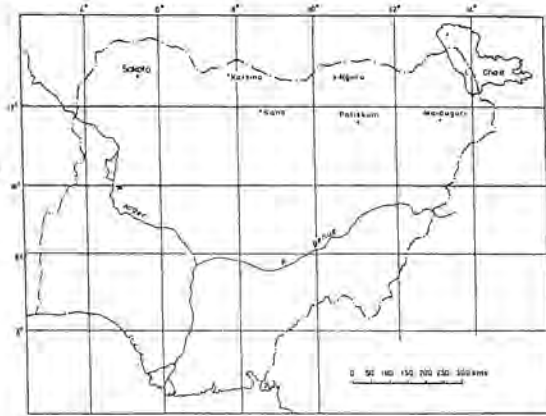 4° 6° 8° 10° 12° 14°
Sokoto Katsina Nguru Chad
12° Kano Potiskum Maiduguri
10°
Niger
8° R Benue
6°
0 50 100 150 200 250 300 kms